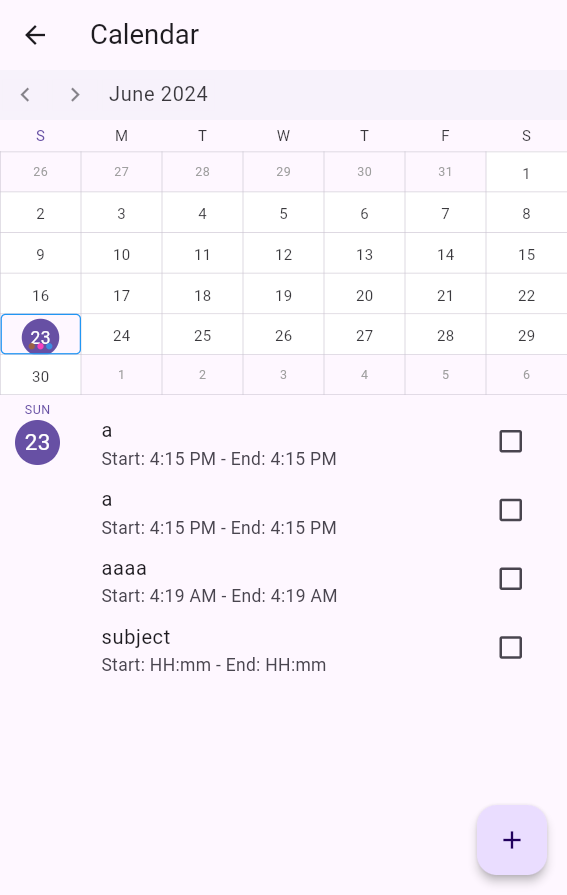 Calendar
June 2024
S M T W T F S
26 27 28 29 30 31 1
2 3 4 5 6 7 8
9 10 11 12 13 14 15
16 17 18 19 20 21 22
23 24 25 26 27 28 29
30 1 2 3 4 5 6
SUN
23
a
Start: 4:15 PM - End: 4:15 PM
a
Start: 4:15 PM - End: 4:15 PM
aaaa
Start: 4:19 AM - End: 4:19 AM
subject
Start: HH:mm - End: HH:mm